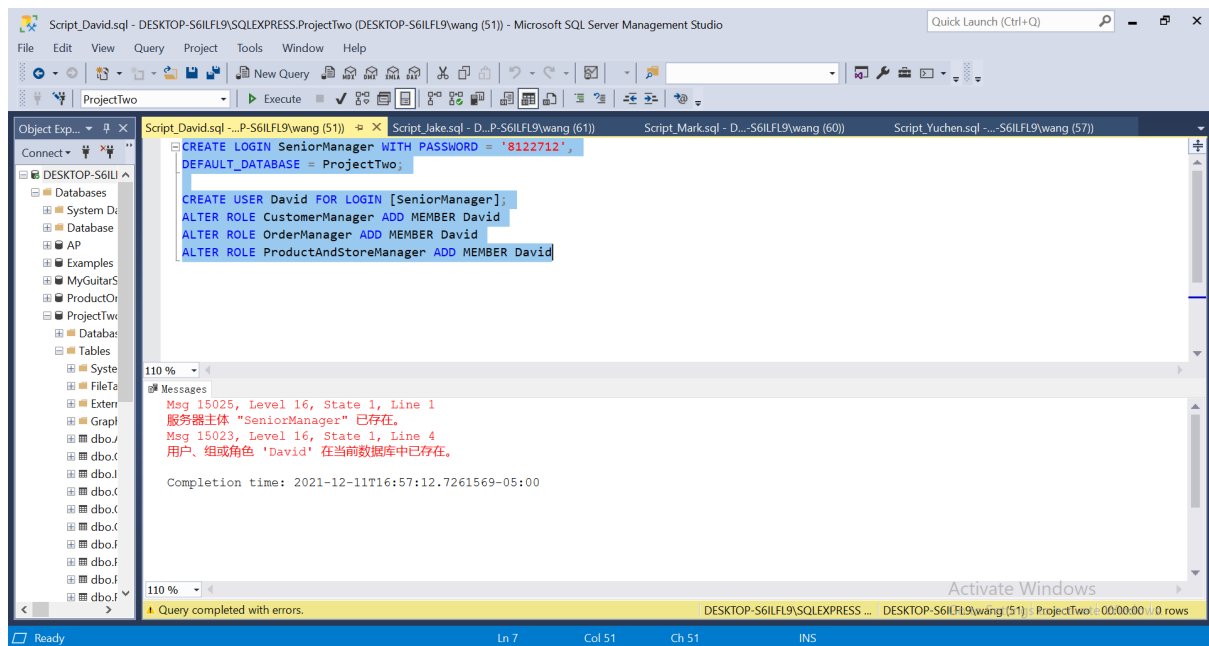 Script_David.sql - DESKTOP-S6ILFL9\SQLEXPRESS.ProjectTwo (DESKTOP-S6ILFL9\wang (51)) - Microsoft SQL Server Management Studio
Quick Launch (Ctrl+Q)
File Edit View Query Project Tools Window Help
New Query MDX DMX XMLA DAX
ProjectTwo Execute
Object Exp...
Script_David.sql -...P-S6ILFL9\wang (51)) Script_Jake.sql - D...P-S6ILFL9\wang (61)) Script_Mark.sql - D...-S6ILFL9\wang (60)) Script_Yuchen.sql -...-S6ILFL9\wang (57))
Connect
DESKTOP-S6IL
Databases
System Da
Database
AP
Examples
MyGuitarS
ProductOr
ProjectTwo
Databas
Tables
Syste
FileTa
Extern
Graph
dbo.A
dbo.C
dbo.I
dbo.C
dbo.C
dbo.C
dbo.F
dbo.F
dbo.F
dbo.F
CREATE LOGIN SeniorManager WITH PASSWORD = '8122712',
DEFAULT_DATABASE = ProjectTwo;
CREATE USER David FOR LOGIN [SeniorManager];
ALTER ROLE CustomerManager ADD MEMBER David
ALTER ROLE OrderManager ADD MEMBER David
ALTER ROLE ProductAndStoreManager ADD MEMBER David
110 %
Messages
Msg 15025, Level 16, State 1, Line 1
服务器主体 "SeniorManager" 已存在。
Msg 15023, Level 16, State 1, Line 4
用户、组或角色 'David' 在当前数据库中已存在。
Completion time: 2021-12-11T16:57:12.7261569-05:00
110 %
Activate Windows
Query completed with errors. DESKTOP-S6ILFL9\SQLEXPRESS ... DESKTOP-S6ILFL9\wang (51) ProjectTwo 00:00:00 0 rows
Ready Ln 7 Col 51 Ch 51 INS